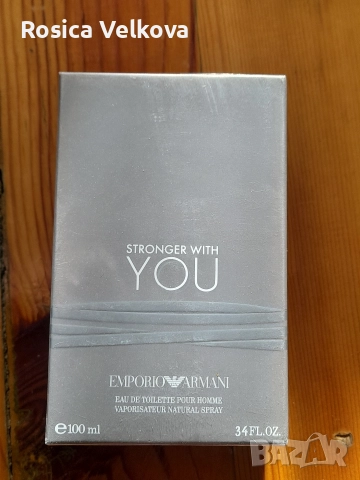 Rosica Velkova
STRONGER WITH
YOU
EMPORIO ARMANI
EAU DE TOILETTE POUR HOMME
VAPORISATEUR NATURAL SPRAY
℮100 ml 3.4 FL.OZ.
BAZAR